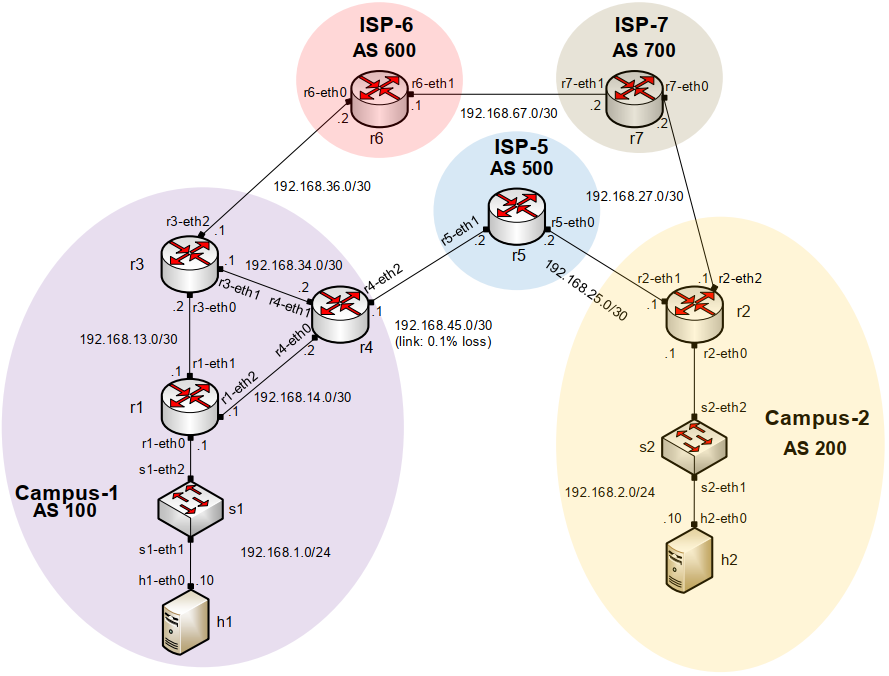 ISP-6
AS 600
ISP-7
AS 700
r6-eth0
r6-eth1
r7-eth1
r7-eth0
.2
.1
.2
.2
r6
192.168.67.0/30
r7
ISP-5
AS 500
192.168.36.0/30
192.168.27.0/30
r3-eth2
.1
r5-eth1
r5-eth0
.2
.2
r5
r3
.1
192.168.34.0/30
r3-eth1
.2
r4-eth1
r4-eth2
192.168.25.0/30
r2-eth1
.1
r2-eth2
.2
r3-eth0
.1
.1
r2
192.168.45.0/30
(link: 0.1% loss)
r4-eth0
.2
r4
192.168.13.0/30
.1
r2-eth0
.1
r1-eth1
r1-eth2
.1
192.168.14.0/30
r1
r1-eth0
.1
s1-eth2
s2-eth2
Campus-2
AS 200
s2
Campus-1
AS 100
s1
s2-eth1
192.168.2.0/24
s1-eth1
192.168.1.0/24
.10
h2-eth0
h1-eth0
.10
h2
h1